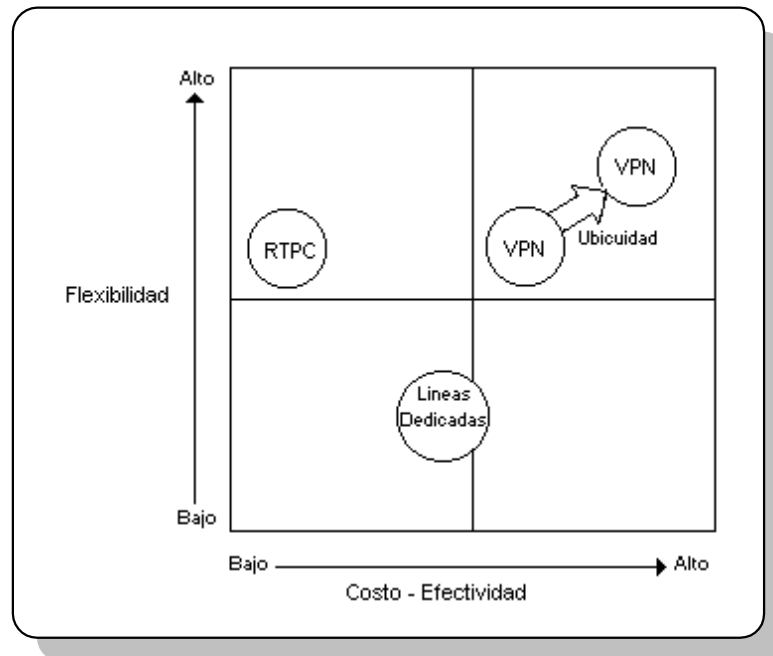 Alto
VPN
RTPC
VPN
Ubicuidad
Flexibilidad
Lineas
Dedicadas
Bajo
Bajo
Alto
Costo - Efectividad